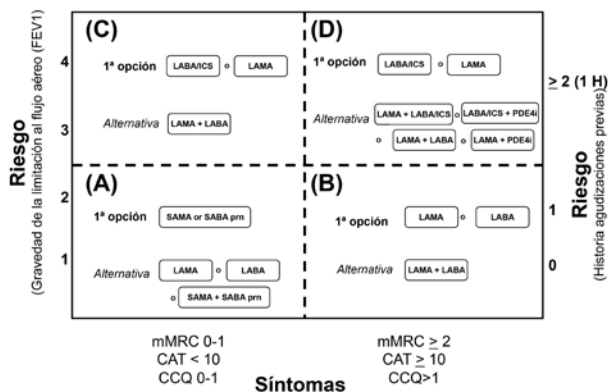 (C)
1ª opción LABA/ICS o LAMA
Alternativa LAMA + LABA
(D)
1ª opción LABA/ICS o LAMA
Alternativa LAMA + LABA/ICS o LABA/ICS + PDE4i
o LAMA + LABA o LAMA + PDE4i
(A)
1ª opción SAMA or SABA prn
Alternativa LAMA o LABA
o SAMA + SABA prn
(B)
1ª opción LAMA o LABA
Alternativa LAMA + LABA
Riesgo
(Gravedad de la limitación al flujo aéreo (FEV1)
4
3
2
1
≥ 2 (1 H)
1
0
Riesgo
(Historia agudizaciones previas)
mMRC 0-1
CAT < 10
CCQ 0-1
Síntomas
mMRC ≥ 2
CAT ≥ 10
CCQ>1